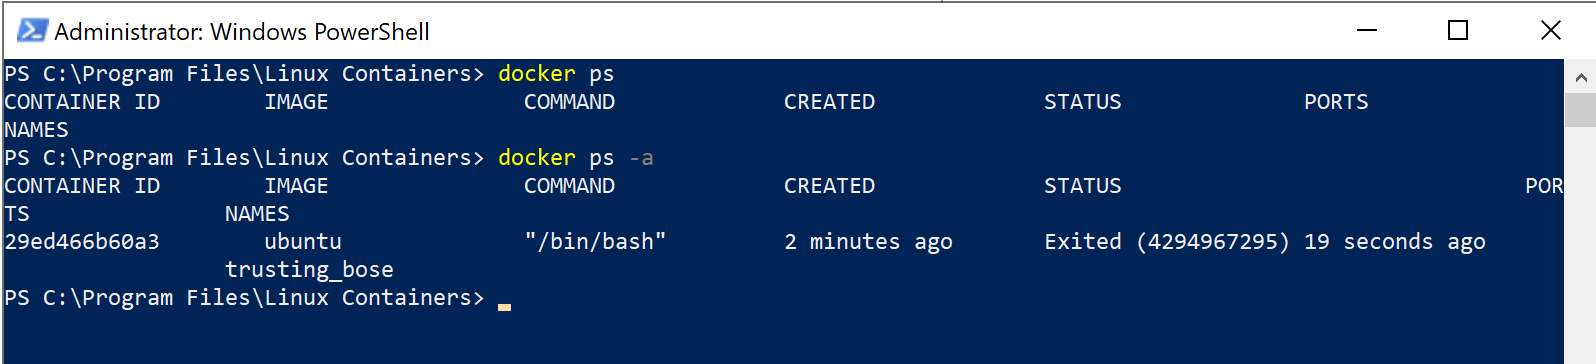 Administrator: Windows PowerShell
PS C:\Program Files\Linux Containers> docker ps
CONTAINER ID        IMAGE               COMMAND             CREATED             STATUS              PORTS
NAMES
PS C:\Program Files\Linux Containers> docker ps -a
CONTAINER ID        IMAGE               COMMAND             CREATED             STATUS                               POR
TS               NAMES
29ed466b60a3        ubuntu              "/bin/bash"         2 minutes ago       Exited (4294967295) 19 seconds ago
                 trusting_bose
PS C:\Program Files\Linux Containers>